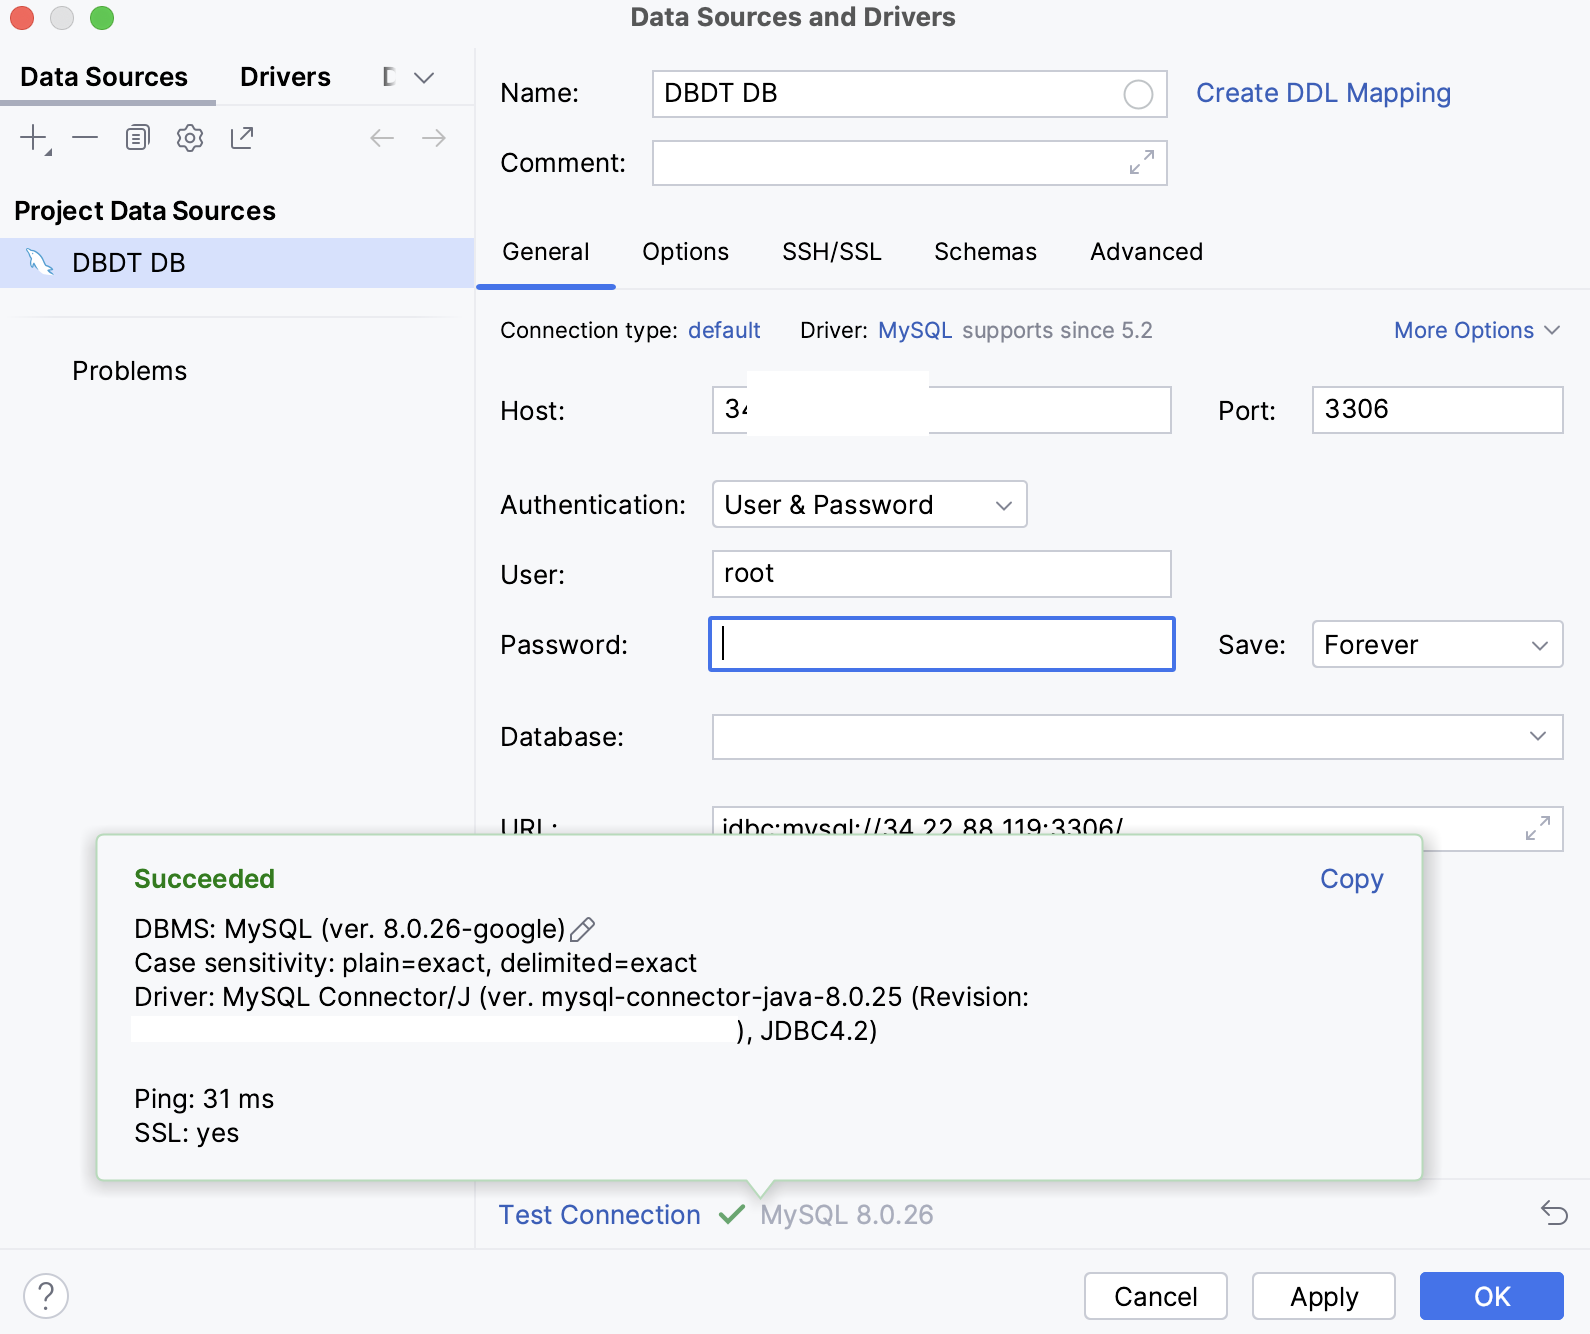 Data Sources and Drivers
Data Sources Drivers
Name: DBDT DB Create DDL Mapping
Comment:
Project Data Sources
DBDT DB
Problems
General Options SSH/SSL Schemas Advanced
Connection type: default Driver: MySQL supports since 5.2 More Options
Host: 34 Port: 3306
Authentication: User & Password
User: root
Password: Save: Forever
Database:
URL: jdbc:mysql://34.22.88.119:3306/
Succeeded Copy
DBMS: MySQL (ver. 8.0.26-google)
Case sensitivity: plain=exact, delimited=exact
Driver: MySQL Connector/J (ver. mysql-connector-java-8.0.25 (Revision:
), JDBC4.2)
Ping: 31 ms
SSL: yes
Test Connection MySQL 8.0.26
? Cancel Apply OK